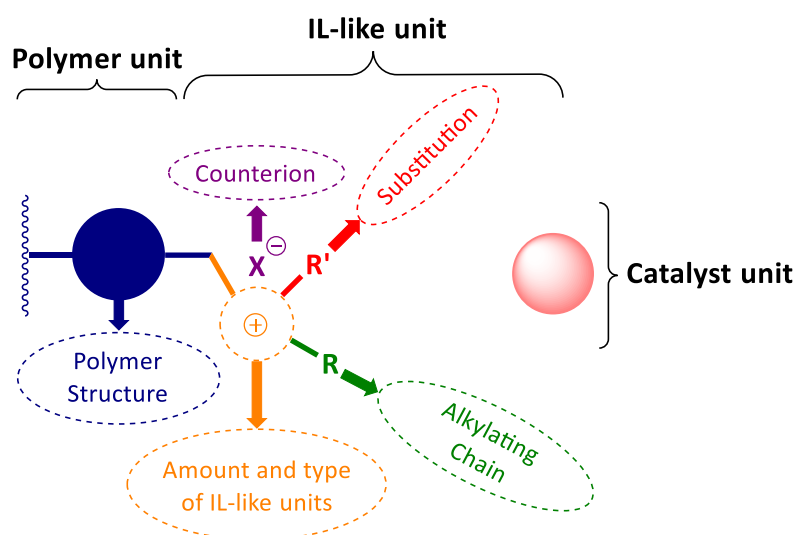 IL-like unit
Polymer unit
Substitution
Counterion
X
⊖
R'
Catalyst unit
⊕
Polymer
Structure
R
Alkylating
Chain
Amount and type
of IL-like units